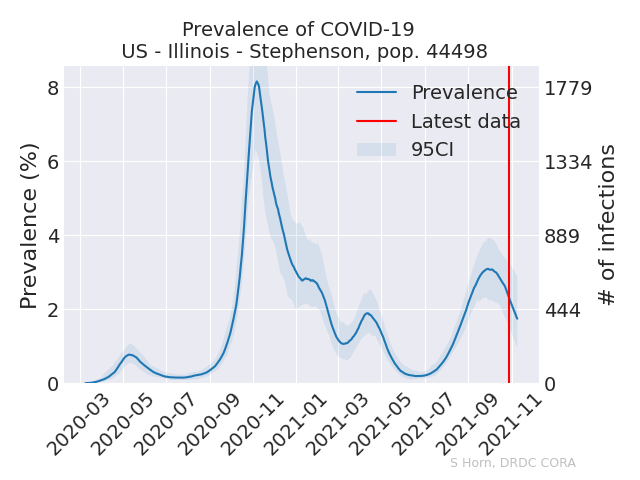 Prevalence of COVID-19
US - Illinois - Stephenson, pop. 44498
Prevalence (%)
8
6
4
2
0
Prevalence
Latest data
95CI
1779
1334
889
444
0
# of infections
2020-03
2020-05
2020-07
2020-09
2020-11
2021-01
2021-03
2021-05
2021-07
2021-09
2021-11
S Horn, DRDC CORA